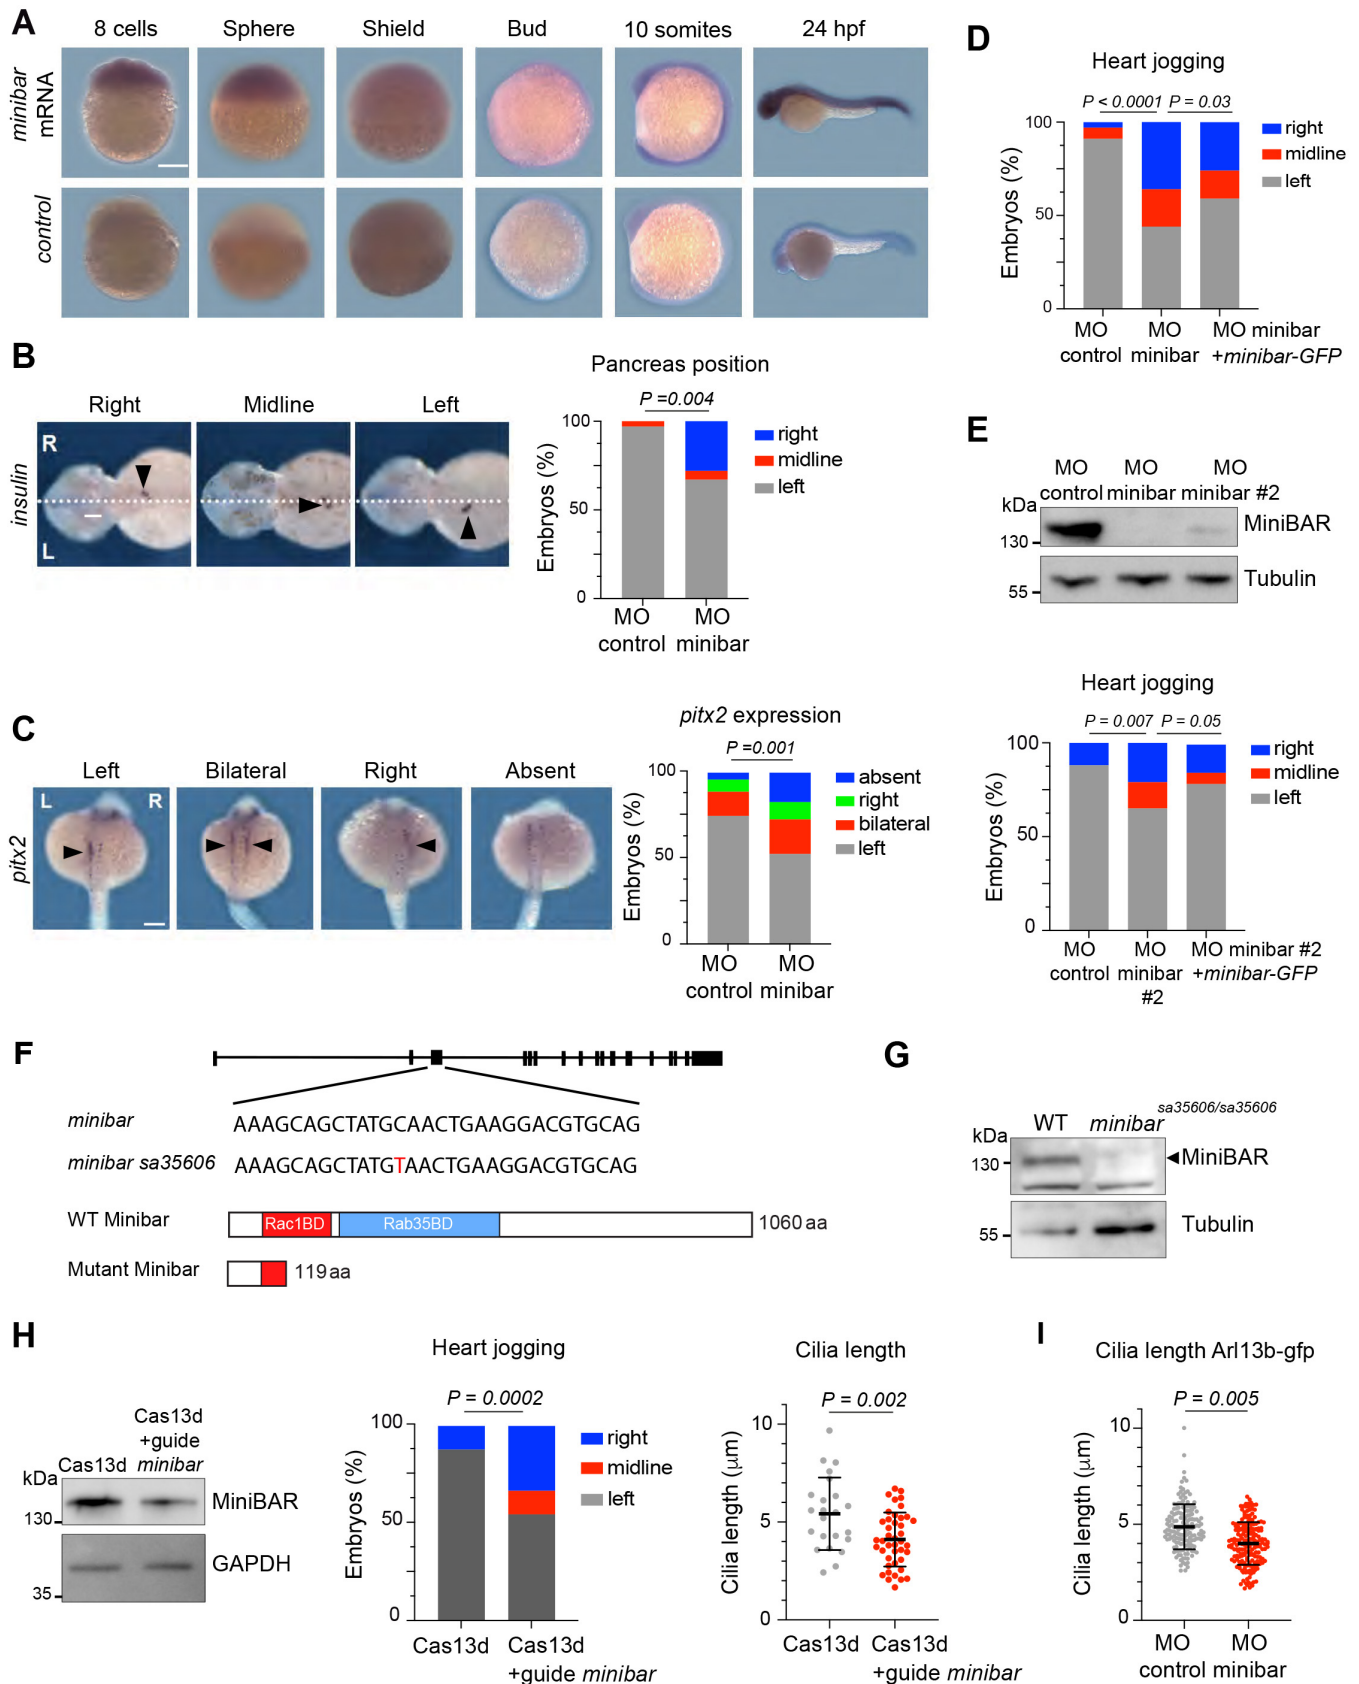 A
8 cells Sphere Shield Bud 10 somites 24 hpf
minibar
mRNA
control
B
Right Midline Left
R
L
insulin
Pancreas position
P =0.004
100
50
0
Embryos (%)
right
midline
left
MO MO
control minibar
C
Left Bilateral Right Absent
L R
pitx2
pitx2 expression
P =0.001
100
50
0
Embryos (%)
absent
right
bilateral
left
MO MO
control minibar
D
Heart jogging
P < 0.0001 P = 0.03
100
50
0
Embryos (%)
right
midline
left
MO MO MO minibar
control minibar +minibar-GFP
E
MO MO MO
control minibar minibar #2
kDa
130
55
MiniBAR
Tubulin
Heart jogging
P = 0.007 P = 0.05
100
50
0
Embryos (%)
right
midline
left
MO MO MO minibar #2
control minibar +minibar-GFP
#2
F
minibar AAAGCAGCTATGCAACTGAAGGACGTGCAG
minibar sa35606 AAAGCAGCTATGTAACTGAAGGACGTGCAG
WT Minibar Rac1BD Rab35BD 1060 aa
Mutant Minibar 119 aa
G
WT minibar sa35606/sa35606
kDa
130
55
MiniBAR
Tubulin
H
Cas13d
Cas13d
+guide
minibar
kDa
130
35
MiniBAR
GAPDH
Heart jogging
P = 0.0002
100
50
0
Embryos (%)
right
midline
left
Cas13d Cas13d
+guide minibar
Cilia length
P = 0.002
10
5
0
Cilia length (µm)
Cas13d Cas13d
+guide minibar
I
Cilia length Arl13b-gfp
P = 0.005
10
5
0
Cilia length (µm)
MO MO
control minibar